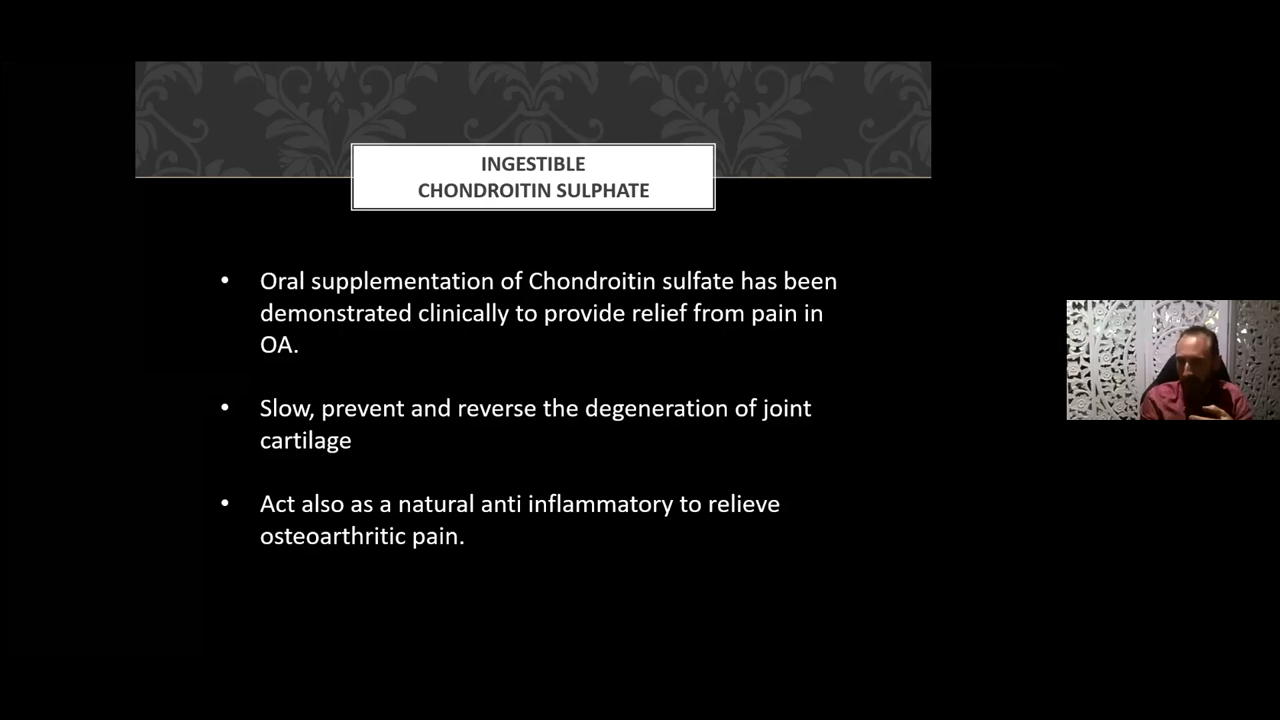 INGESTIBLE
CHONDROITIN SULPHATE
• Oral supplementation of Chondroitin sulfate has been
demonstrated clinically to provide relief from pain in
OA.
• Slow, prevent and reverse the degeneration of joint
cartilage
• Act also as a natural anti inflammatory to relieve
osteoarthritic pain.